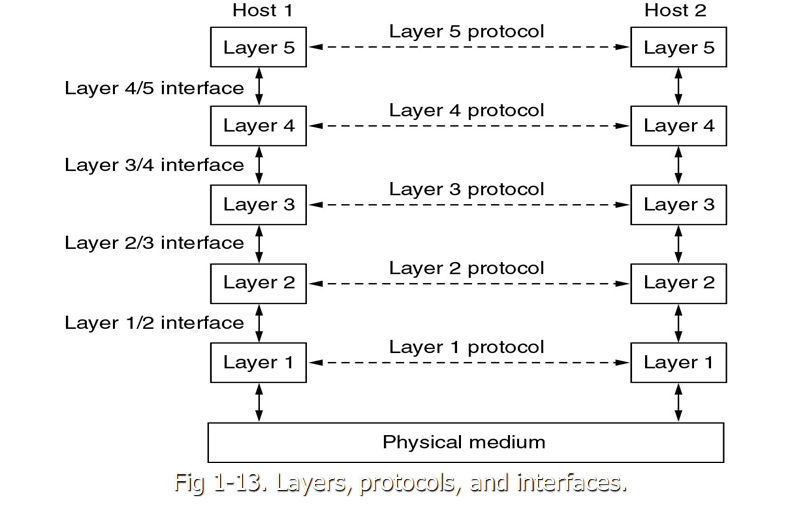 Host 1
Host 2
Layer 5
Layer 5 protocol
Layer 5
Layer 4/5 interface
Layer 4
Layer 4 protocol
Layer 4
Layer 3/4 interface
Layer 3
Layer 3 protocol
Layer 3
Layer 2/3 interface
Layer 2
Layer 2 protocol
Layer 2
Layer 1/2 interface
Layer 1
Layer 1 protocol
Layer 1
Physical medium
Fig 1-13. Layers, protocols, and interfaces.